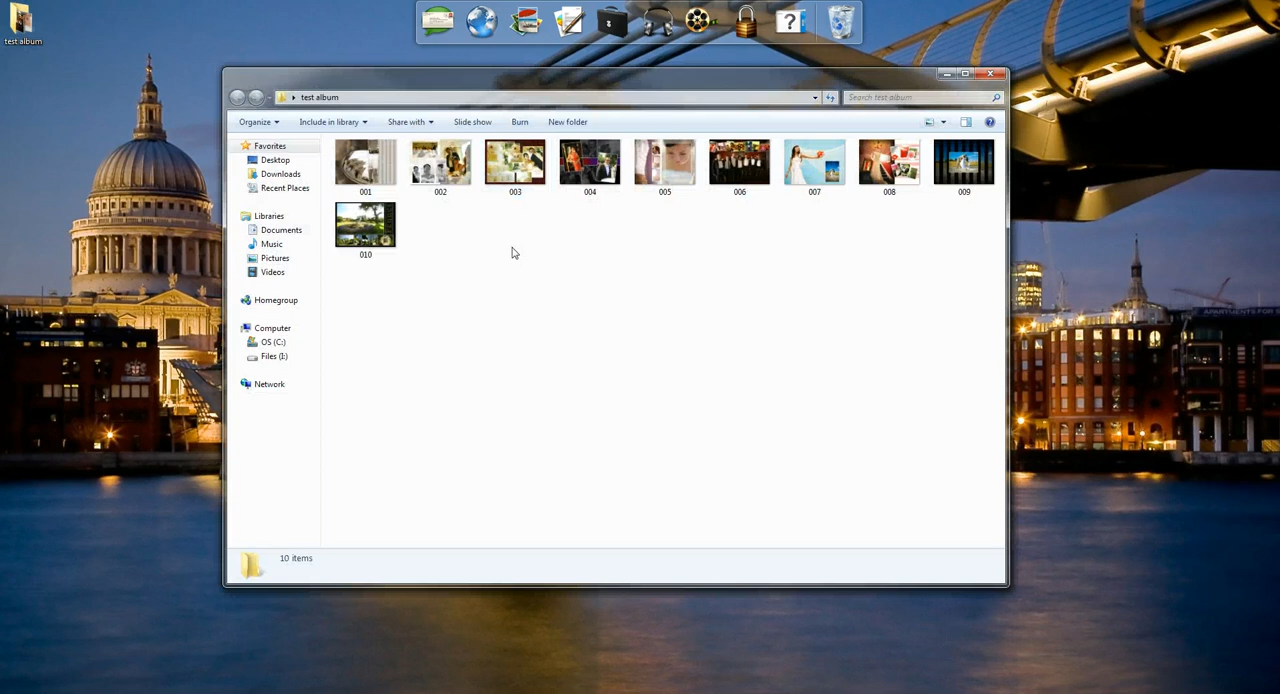 test album
test album
Search test album
Organize
Include in library
Share with
Slide show
Burn
New folder
Favorites
Desktop
Downloads
Recent Places
Libraries
Documents
Music
Pictures
Videos
Homegroup
Computer
OS (C:)
Files (I:)
Network
001
002
003
004
005
006
007
008
009
010
10 items
?
APARTMENTS FOR S